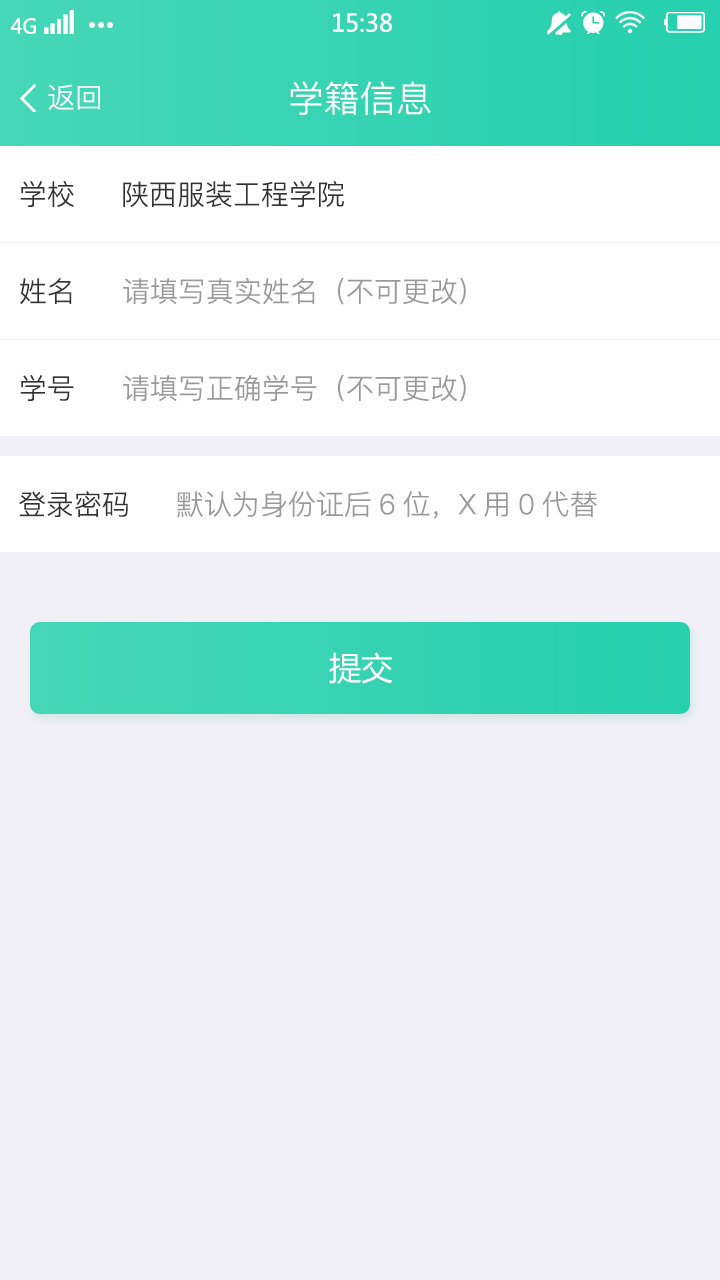 4G 15:38
返回 学籍信息
学校 陕西服装工程学院
姓名 请填写真实姓名（不可更改）
学号 请填写正确学号（不可更改）
登录密码 默认为身份证后 6 位，X 用 0 代替
提交